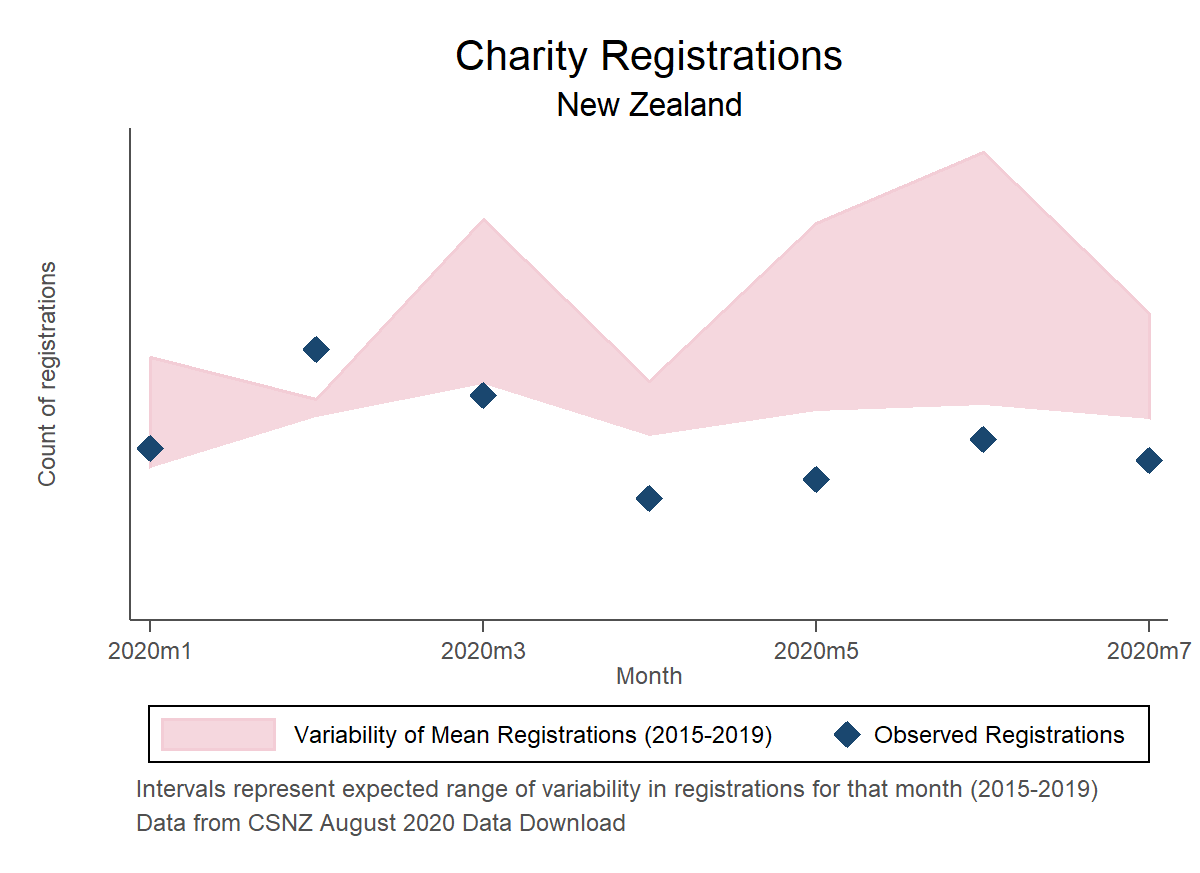 Charity Registrations
New Zealand
Count of registrations
2020m1 2020m3 2020m5 2020m7
Month
Variability of Mean Registrations (2015-2019) Observed Registrations
Intervals represent expected range of variability in registrations for that month (2015-2019)
Data from CSNZ August 2020 Data Download